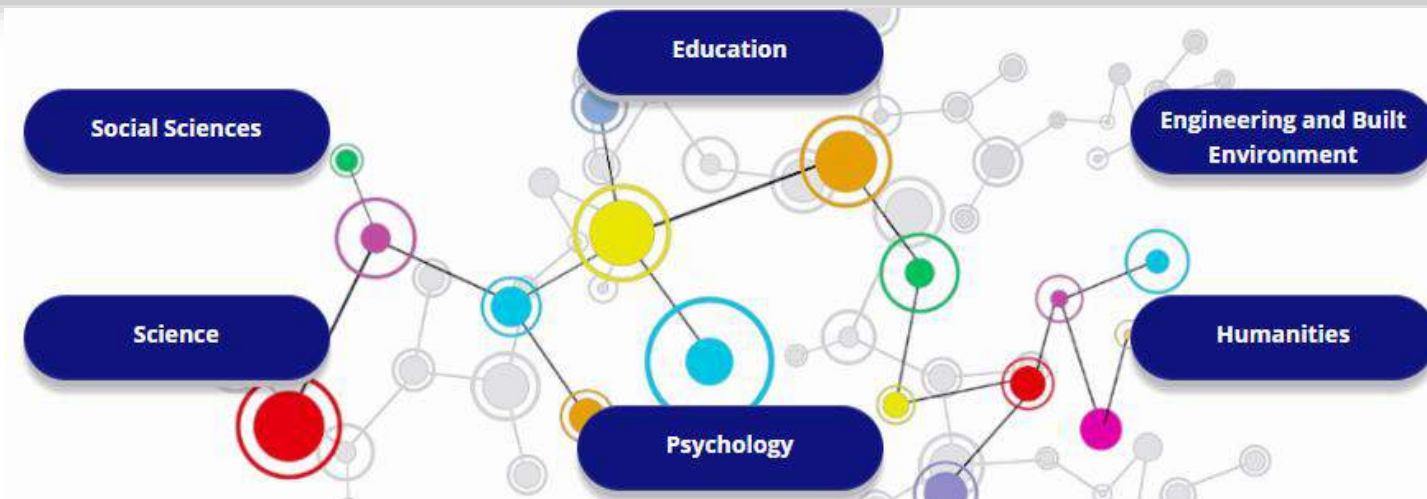 Education
Social Sciences
Engineering and Built
Environment
Science
Humanities
Psychology